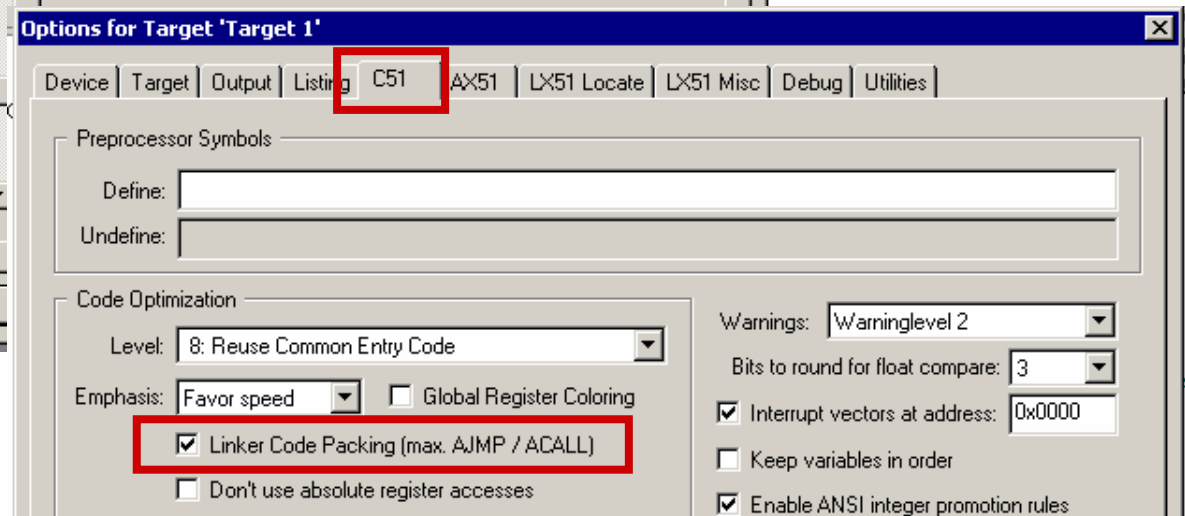 Options for Target 'Target 1'
Device Target Output Listing C51 AX51 LX51 Locate LX51 Misc Debug Utilities
Preprocessor Symbols
Define:
Undefine:
Code Optimization
Level: 8: Reuse Common Entry Code
Emphasis: Favor speed Global Register Coloring
Linker Code Packing (max. AJMP / ACALL)
Don't use absolute register accesses
Warnings: Warninglevel 2
Bits to round for float compare: 3
Interrupt vectors at address: 0x0000
Keep variables in order
Enable ANSI integer promotion rules